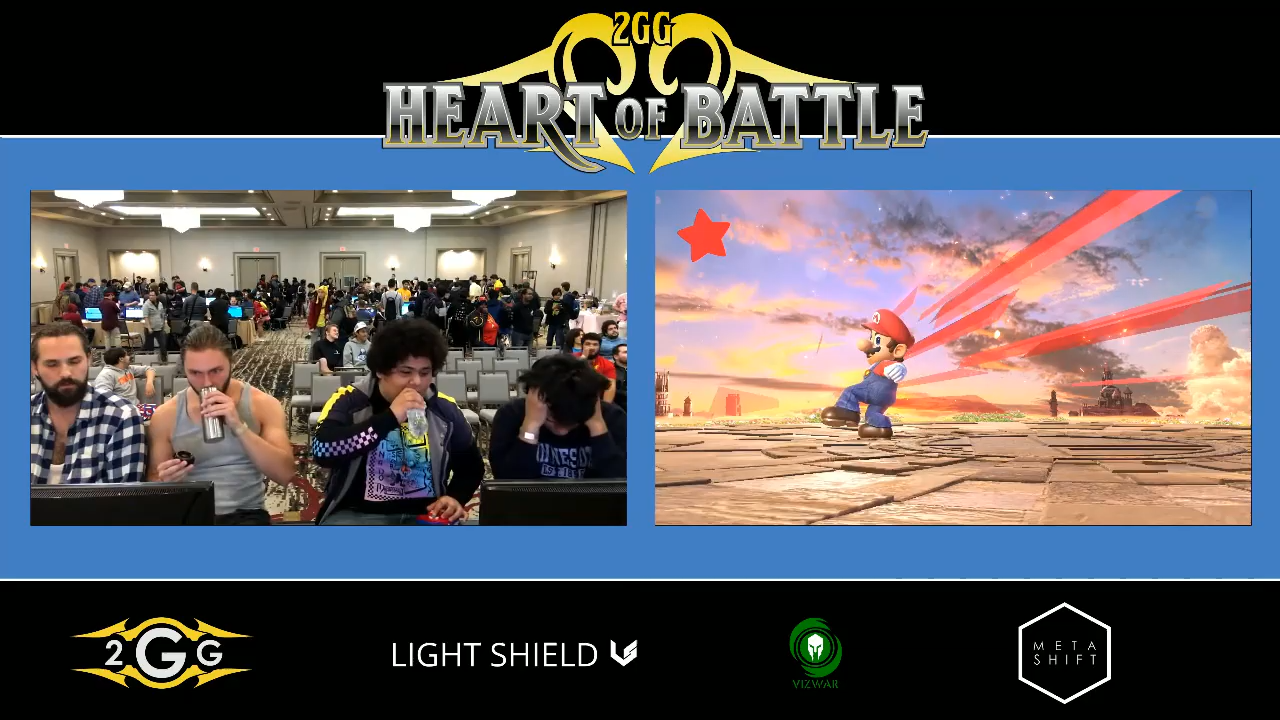 2GG
HEART OF BATTLE
2GG
LIGHT SHIELD
VIZWAR
META
SHIFT